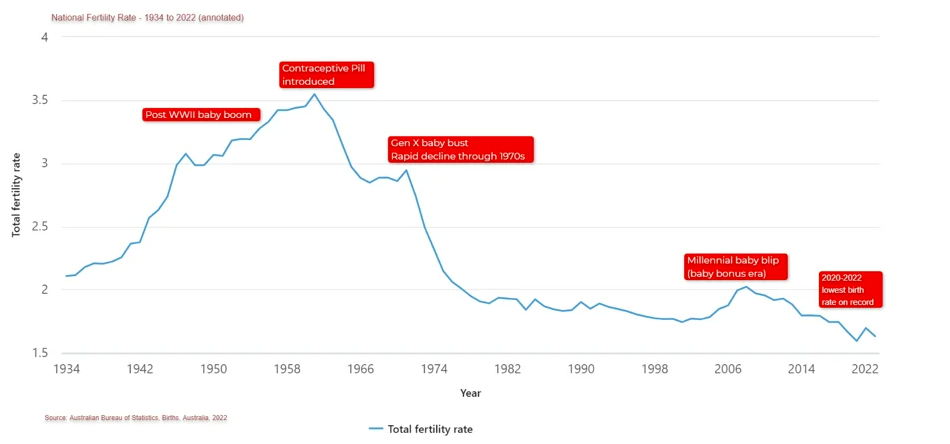 National Fertility Rate - 1934 to 2022 (annotated)
4
3.5
3
2.5
2
1.5
Total fertility rate
Contraceptive Pill
introduced
Post WWII baby boom
Gen X baby bust
Rapid decline through 1970s
Millennial baby blip
(baby bonus era)
2020-2022
lowest birth
rate on record
1934 1942 1950 1958 1966 1974 1982 1990 1998 2006 2014 2022
Year
Source: Australian Bureau of Statistics, Births, Australia, 2022
Total fertility rate